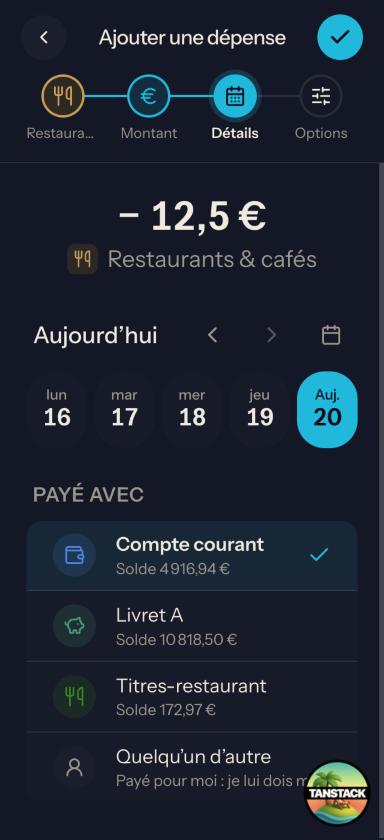 Ajouter une dépense
Restaura...
Montant
Détails
Options
− 12,5 €
Restaurants & cafés
Aujourd’hui
lun
16
mar
17
mer
18
jeu
19
Auj.
20
PAYÉ AVEC
Compte courant
Solde 4 916,94 €
Livret A
Solde 10 818,50 €
Titres-restaurant
Solde 172,97 €
Quelqu’un d’autre
Payé pour moi : je lui dois
TANSTACK